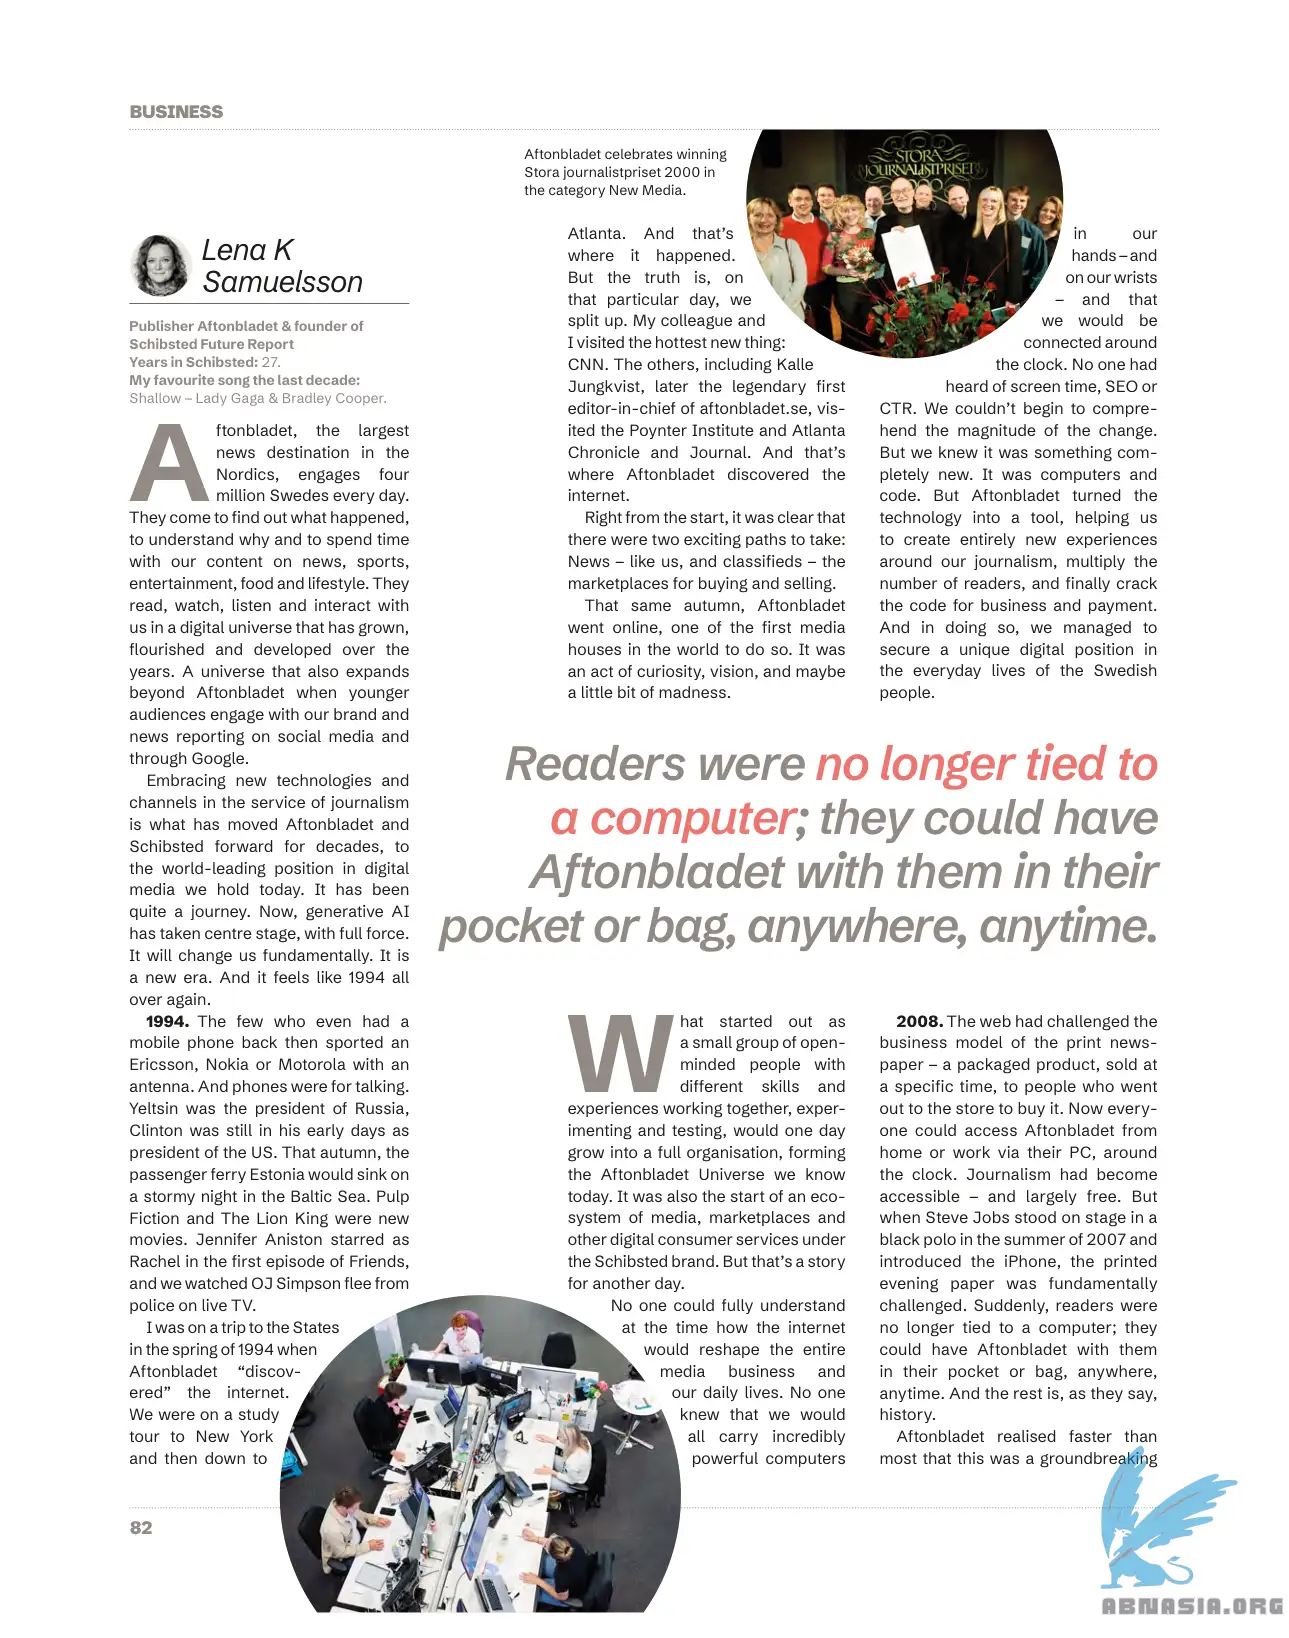 BUSINESS
Aftonbladet celebrates winning
Stora journalistpriset 2000 in
the category New Media.
STORA
JOURNALISTPRISET
2000
Lena K
Samuelsson
Publisher Aftonbladet & founder of
Schibsted Future Report
Years in Schibsted: 27.
My favourite song the last decade:
Shallow – Lady Gaga & Bradley Cooper.
Aftonbladet, the largest
news destination in the
Nordics, engages four
million Swedes every day.
They come to find out what happened,
to understand why and to spend time
with our content on news, sports,
entertainment, food and lifestyle. They
read, watch, listen and interact with
us in a digital universe that has grown,
flourished and developed over the
years. A universe that also expands
beyond Aftonbladet when younger
audiences engage with our brand and
news reporting on social media and
through Google.
Embracing new technologies and
channels in the service of journalism
is what has moved Aftonbladet and
Schibsted forward for decades, to
the world-leading position in digital
media we hold today. It has been
quite a journey. Now, generative AI
has taken centre stage, with full force.
It will change us fundamentally. It is
a new era. And it feels like 1994 all
over again.
1994. The few who even had a
mobile phone back then sported an
Ericsson, Nokia or Motorola with an
antenna. And phones were for talking.
Yeltsin was the president of Russia,
Clinton was still in his early days as
president of the US. That autumn, the
passenger ferry Estonia would sink on
a stormy night in the Baltic Sea. Pulp
Fiction and The Lion King were new
movies. Jennifer Aniston starred as
Rachel in the first episode of Friends,
and we watched OJ Simpson flee from
police on live TV.
I was on a trip to the States
in the spring of 1994 when
Aftonbladet “discov-
ered” the internet.
We were on a study
tour to New York
and then down to
Atlanta. And that’s
where it happened.
But the truth is, on
that particular day, we
split up. My colleague and
I visited the hottest new thing:
CNN. The others, including Kalle
Jungkvist, later the legendary first
editor-in-chief of aftonbladet.se, vis-
ited the Poynter Institute and Atlanta
Chronicle and Journal. And that’s
where Aftonbladet discovered the
internet.
Right from the start, it was clear that
there were two exciting paths to take:
News – like us, and classifieds – the
marketplaces for buying and selling.
That same autumn, Aftonbladet
went online, one of the first media
houses in the world to do so. It was
an act of curiosity, vision, and maybe
a little bit of madness.
Readers were no longer tied to
a computer; they could have
Aftonbladet with them in their
pocket or bag, anywhere, anytime.
What started out as
a small group of open-
minded people with
different skills and
experiences working together, exper-
imenting and testing, would one day
grow into a full organisation, forming
the Aftonbladet Universe we know
today. It was also the start of an eco-
system of media, marketplaces and
other digital consumer services under
the Schibsted brand. But that’s a story
for another day.
No one could fully understand
at the time how the internet
would reshape the entire
media business and
our daily lives. No one
knew that we would
all carry incredibly
powerful computers
in our
hands – and
on our wrists
– and that
we would be
connected around
the clock. No one had
heard of screen time, SEO or
CTR. We couldn’t begin to compre-
hend the magnitude of the change.
But we knew it was something com-
pletely new. It was computers and
code. But Aftonbladet turned the
technology into a tool, helping us
to create entirely new experiences
around our journalism, multiply the
number of readers, and finally crack
the code for business and payment.
And in doing so, we managed to
secure a unique digital position in
the everyday lives of the Swedish
people.
2008. The web had challenged the
business model of the print news-
paper – a packaged product, sold at
a specific time, to people who went
out to the store to buy it. Now every-
one could access Aftonbladet from
home or work via their PC, around
the clock. Journalism had become
accessible – and largely free. But
when Steve Jobs stood on stage in a
black polo in the summer of 2007 and
introduced the iPhone, the printed
evening paper was fundamentally
challenged. Suddenly, readers were
no longer tied to a computer; they
could have Aftonbladet with them
in their pocket or bag, anywhere,
anytime. And the rest is, as they say,
history.
Aftonbladet realised faster than
most that this was a groundbreaking
82
ABNASIA.ORG